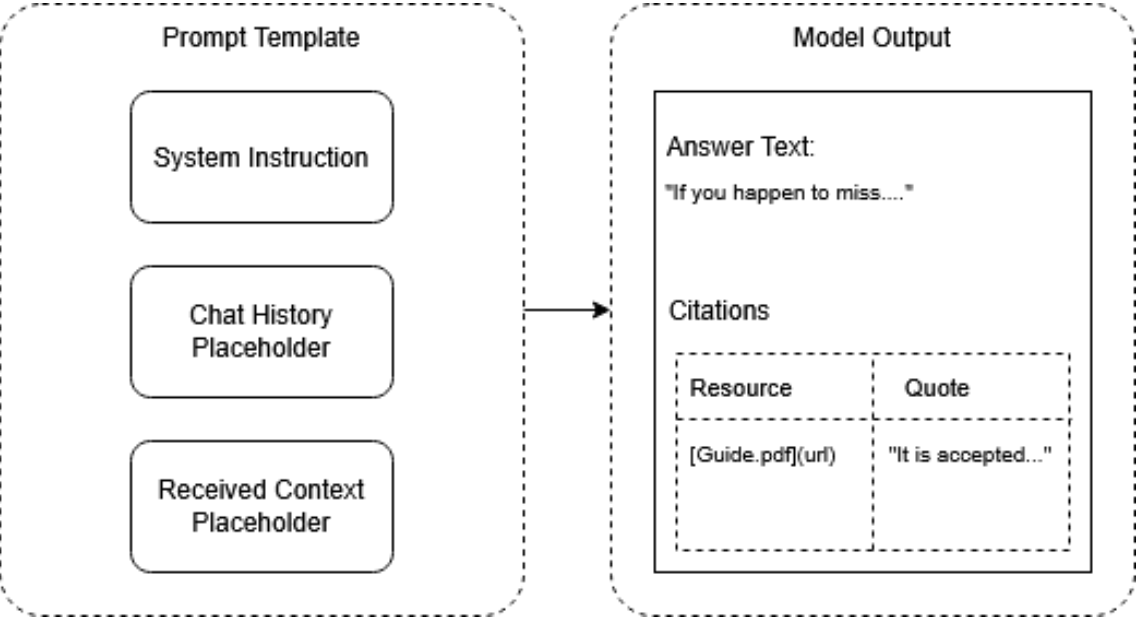 Prompt Template
System Instruction
Chat History
Placeholder
Received Context
Placeholder
Model Output
Answer Text:
"If you happen to miss...."
Citations
Resource
Quote
[Guide.pdf](url)
"It is accepted..."